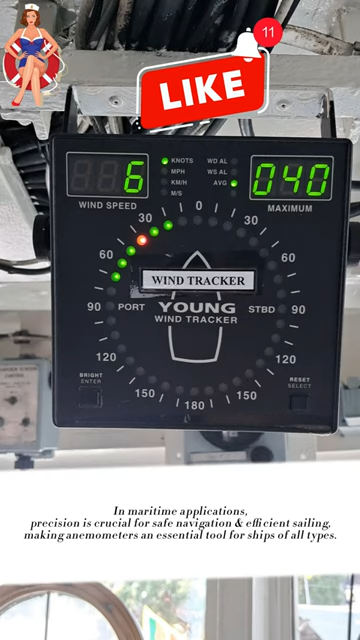 11
LIKE
6
KNOTS
MPH
KM/H
M/S
WD AL
WS AL
AVG
040
WIND SPEED
MAXIMUM
30 0 30
60 60
WIND TRACKER
90 PORT YOUNG STBD 90
WIND TRACKER
120 120
BRIGHT
ENTER
RESET
SELECT
150 180 150
In maritime applications,
precision is crucial for safe navigation & efficient sailing,
making anemometers an essential tool for ships of all types.